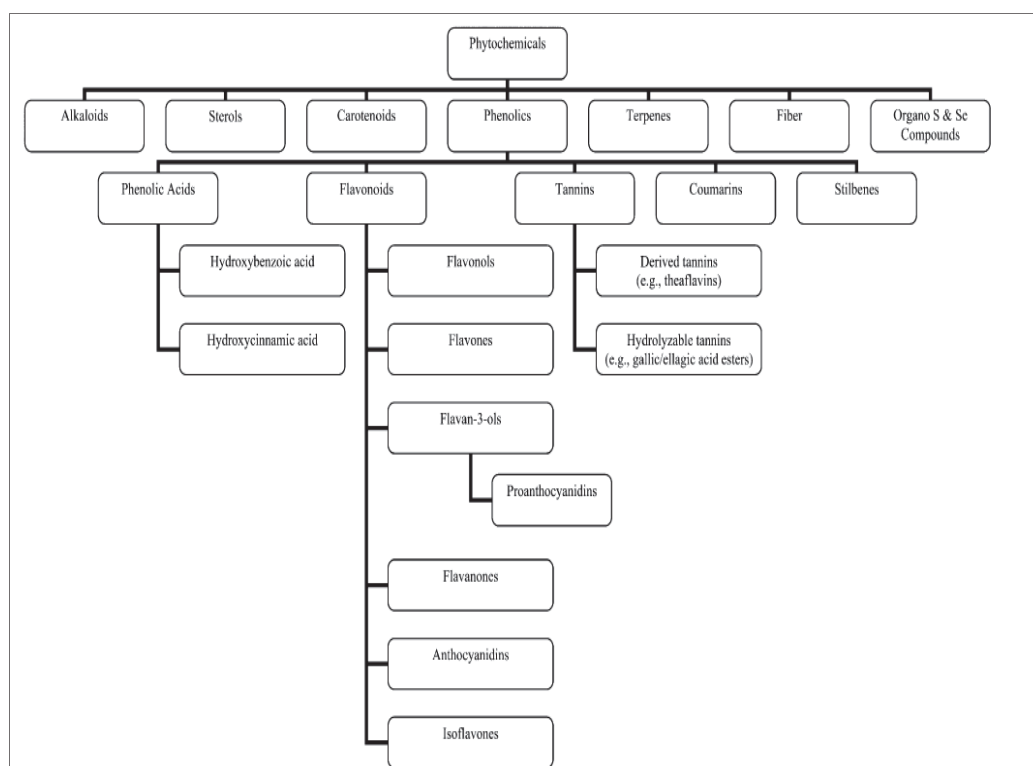 Phytochemicals
Alkaloids
Sterols
Carotenoids
Phenolics
Terpenes
Fiber
Organo S & Se
Compounds
Phenolic Acids
Flavonoids
Tannins
Coumarins
Stilbenes
Hydroxybenzoic acid
Hydroxycinnamic acid
Flavonols
Flavones
Flavan-3-ols
Proanthocyanidins
Flavanones
Anthocyanidins
Isoflavones
Derived tannins
(e.g., theaflavins)
Hydrolyzable tannins
(e.g., gallic/ellagic acid esters)